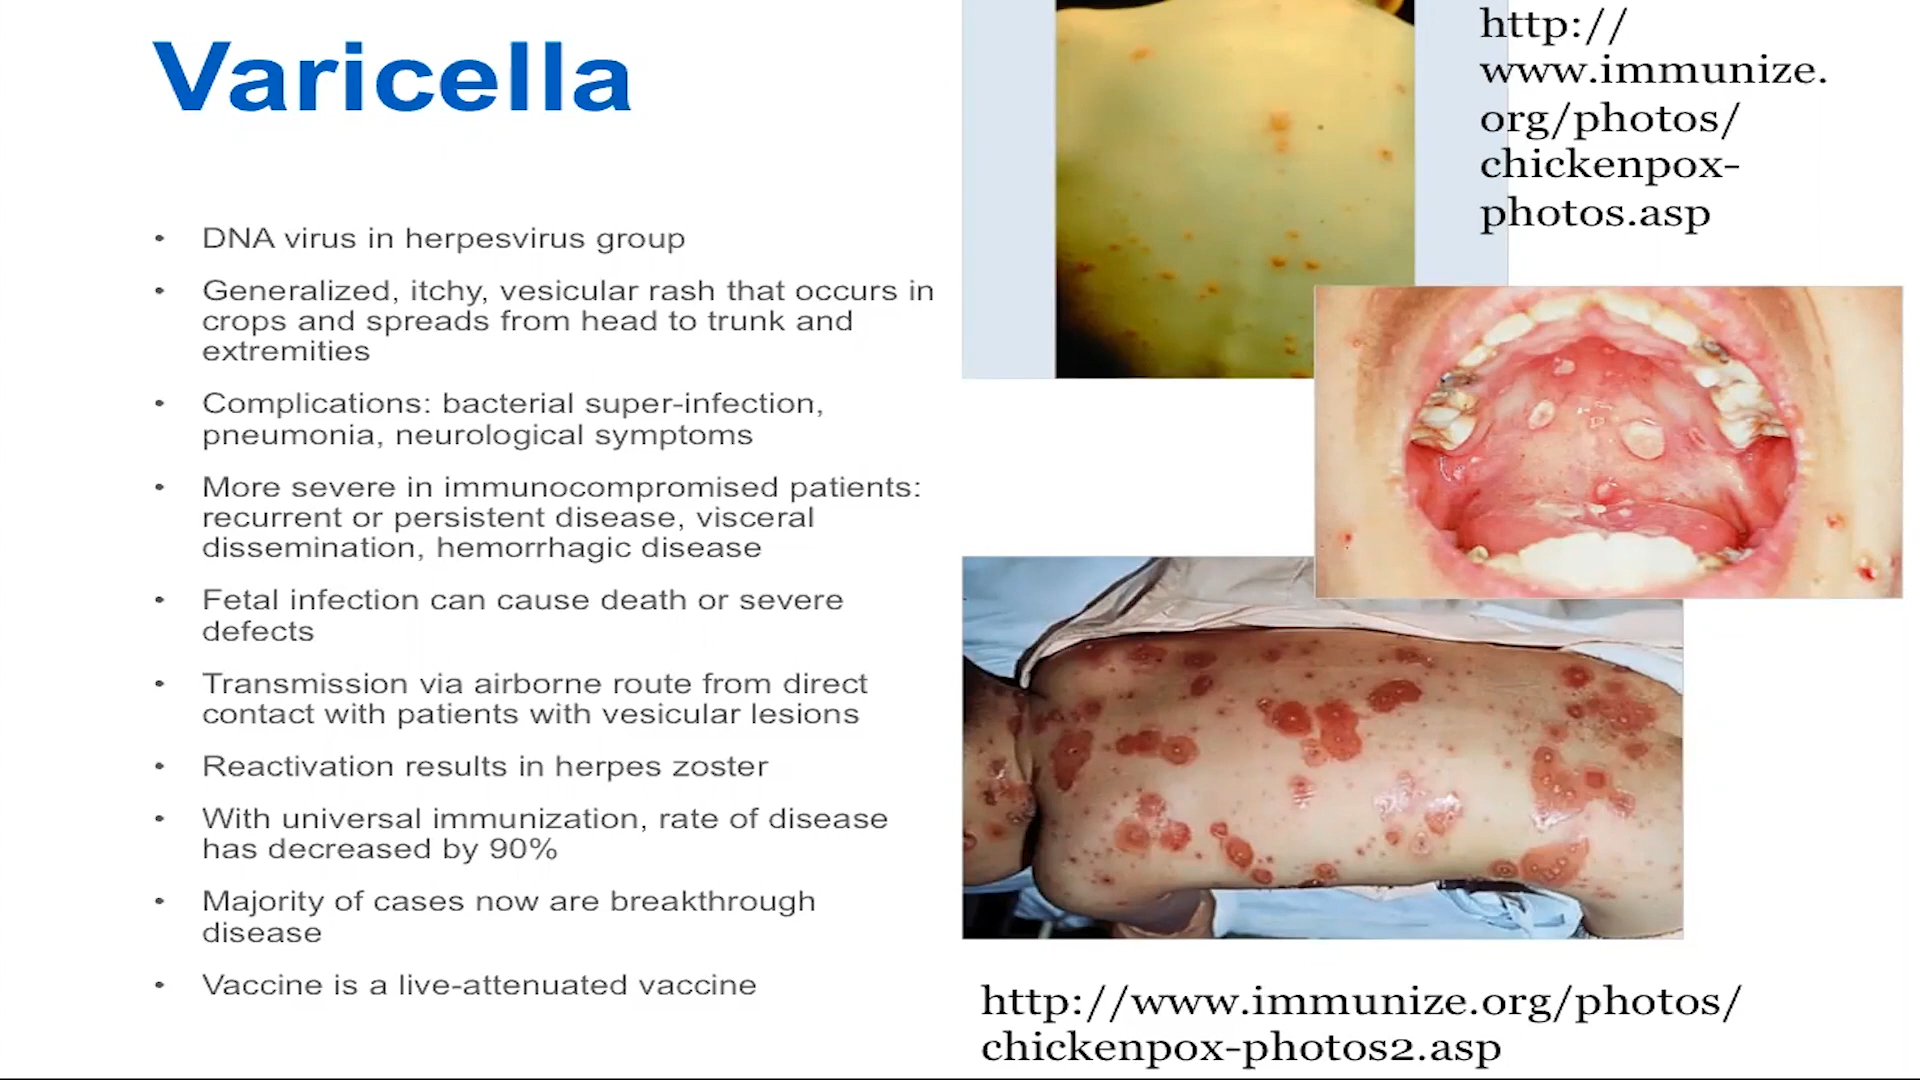 Varicella
• DNA virus in herpesvirus group
• Generalized, itchy, vesicular rash that occurs in
crops and spreads from head to trunk and
extremities
• Complications: bacterial super-infection,
pneumonia, neurological symptoms
• More severe in immunocompromised patients:
recurrent or persistent disease, visceral
dissemination, hemorrhagic disease
• Fetal infection can cause death or severe
defects
• Transmission via airborne route from direct
contact with patients with vesicular lesions
• Reactivation results in herpes zoster
• With universal immunization, rate of disease
has decreased by 90%
• Majority of cases now are breakthrough
disease
• Vaccine is a live-attenuated vaccine
http://
www.immunize.
org/photos/
chickenpox-
photos.asp
http://www.immunize.org/photos/
chickenpox-photos2.asp